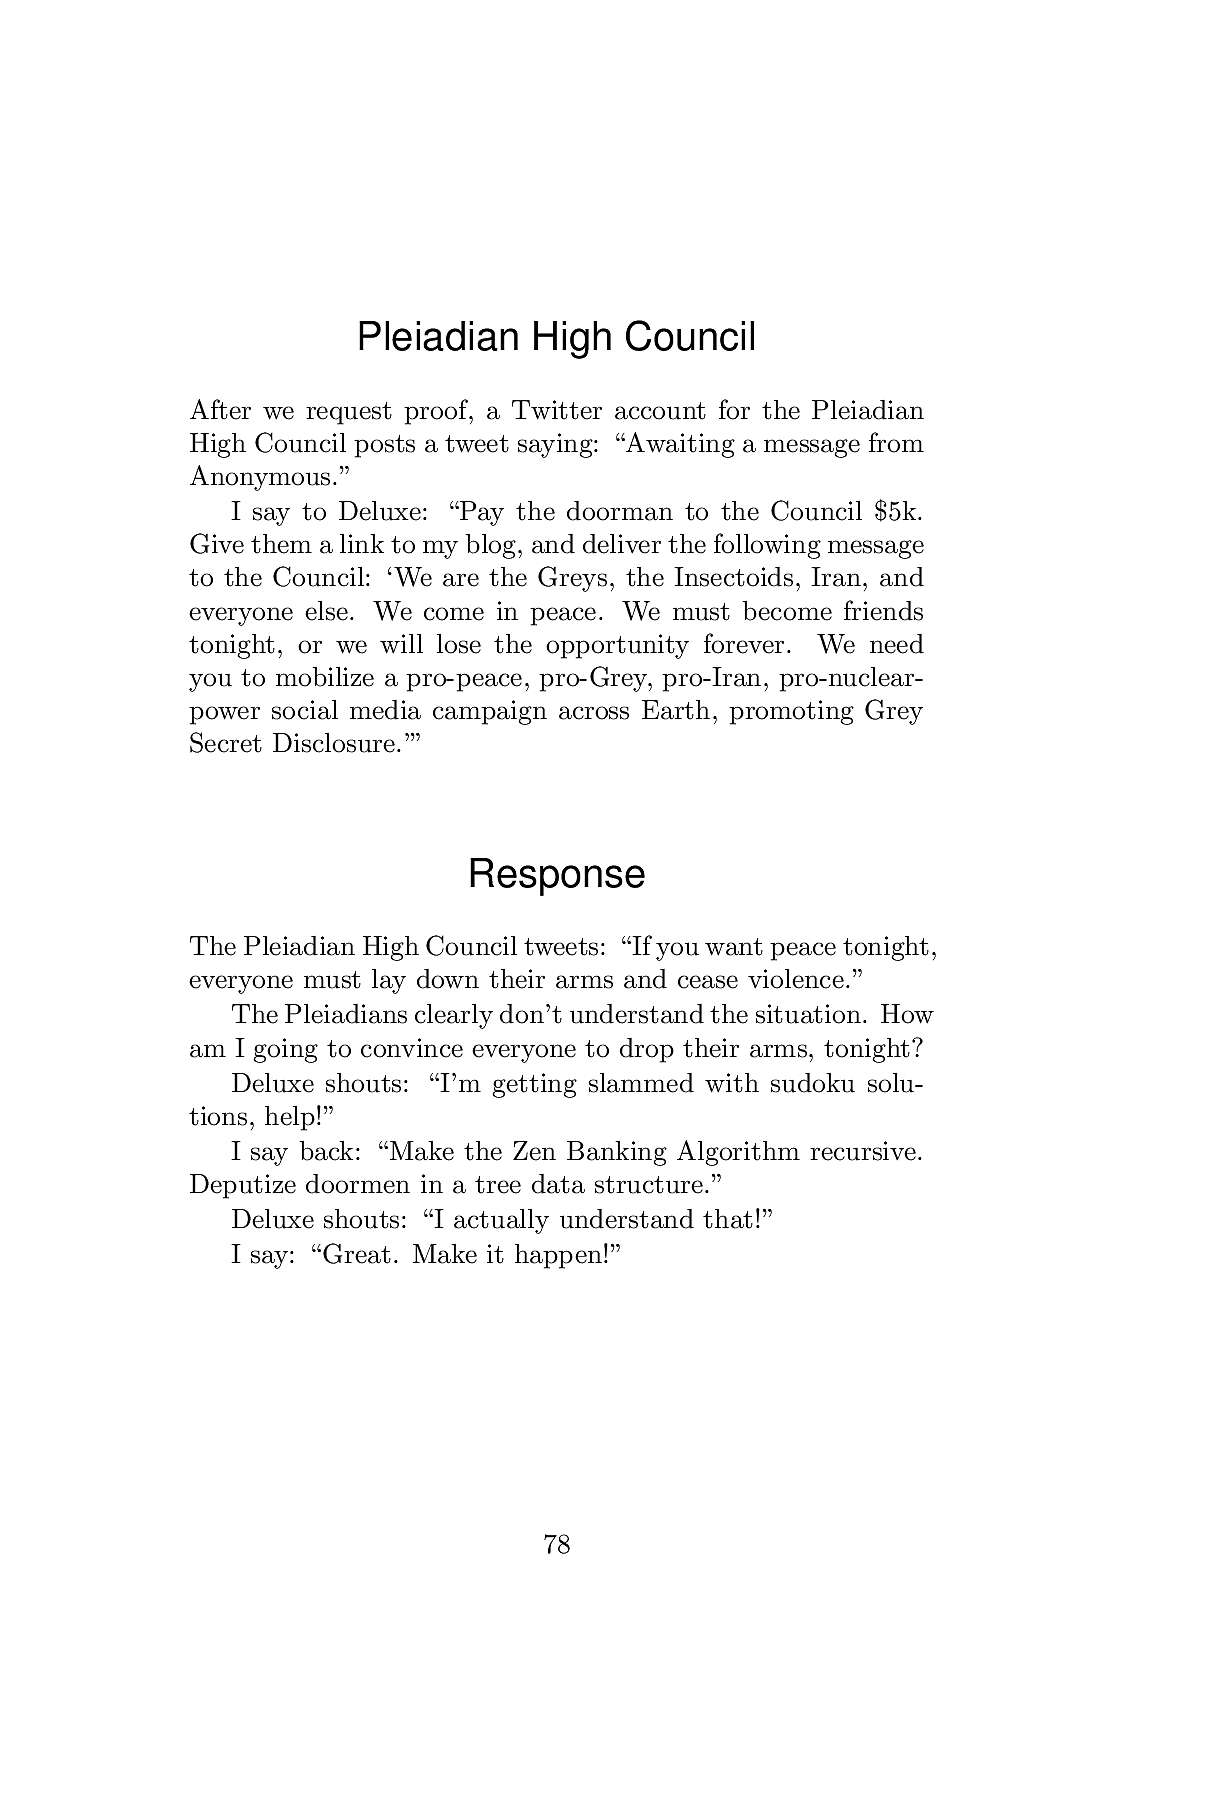 Pleiadian High Council
After we request proof, a Twitter account for the Pleiadian
High Council posts a tweet saying: “Awaiting a message from
Anonymous.”
I say to Deluxe: “Pay the doorman to the Council $5k.
Give them a link to my blog, and deliver the following message
to the Council: ‘We are the Greys, the Insectoids, Iran, and
everyone else. We come in peace. We must become friends
tonight, or we will lose the opportunity forever. We need
you to mobilize a pro-peace, pro-Grey, pro-Iran, pro-nuclear-
power social media campaign across Earth, promoting Grey
Secret Disclosure.’”
Response
The Pleiadian High Council tweets: “If you want peace tonight,
everyone must lay down their arms and cease violence.”
The Pleiadians clearly don’t understand the situation. How
am I going to convince everyone to drop their arms, tonight?
Deluxe shouts: “I’m getting slammed with sudoku solu-
tions, help!”
I say back: “Make the Zen Banking Algorithm recursive.
Deputize doormen in a tree data structure.”
Deluxe shouts: “I actually understand that!”
I say: “Great. Make it happen!”
78